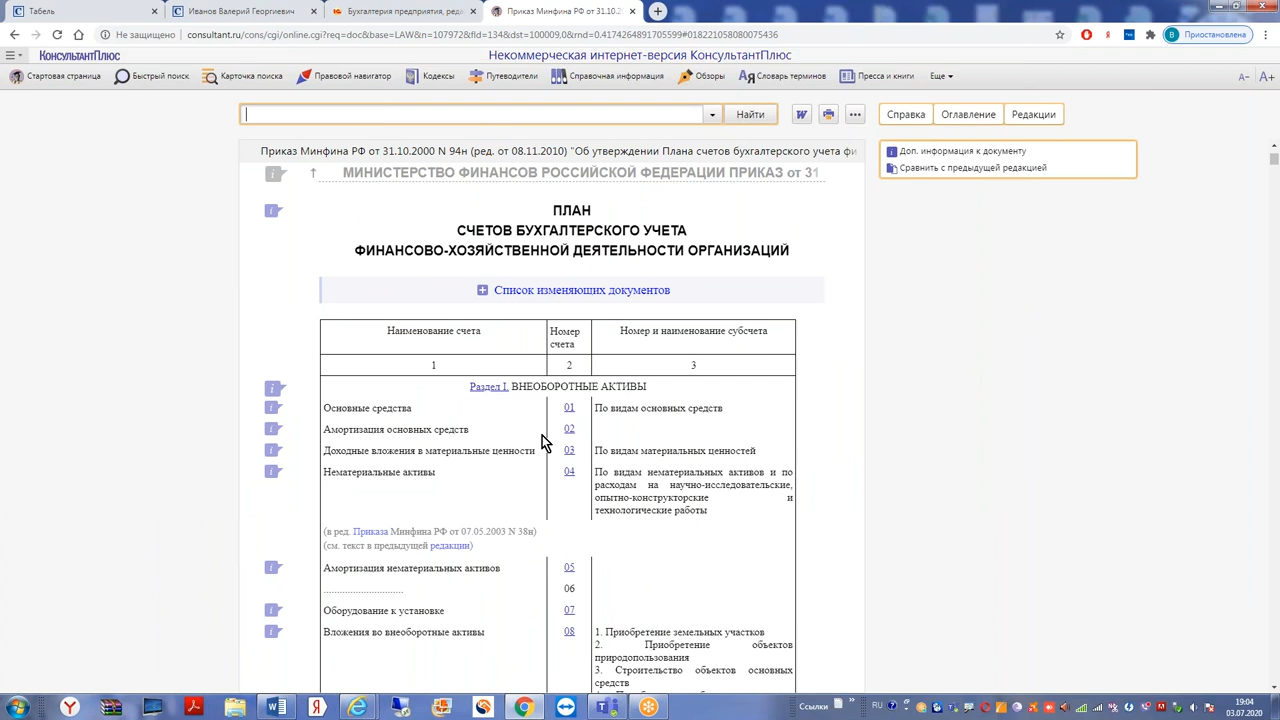 Табель
Иванов Валерий Георгиевич
Бухгалтерия предприятия, ред
Приказ Минфина РФ от 31.10
Не защищено
consultant.ru/cons/cgi/online.cgi?req=doc&base=LAW&n=107972&dst=100009,0&rnd=0.4174264891705599#018221058080075436
В Приостановлена
КонсультантПлюс
Некоммерческая интернет-версия КонсультантПлюс
Стартовая страница
Быстрый поиск
Карточка поиска
Правовой навигатор
Кодексы
Путеводители
Справочная информация
Обзоры
Словарь терминов
Пресса и книги
Еще
А-
А+
Найти
Справка
Оглавление
Редакции
Приказ Минфина РФ от 31.10.2000 N 94н (ред. от 08.11.2010) "Об утверждении Плана счетов бухгалтерского учета фи
Доп. информация к документу
Сравнить с предыдущей редакцией
МИНИСТЕРСТВО ФИНАНСОВ РОССИЙСКОЙ ФЕДЕРАЦИИ ПРИКАЗ от 31
ПЛАН
СЧЕТОВ БУХГАЛТЕРСКОГО УЧЕТА
ФИНАНСОВО-ХОЗЯЙСТВЕННОЙ ДЕЯТЕЛЬНОСТИ ОРГАНИЗАЦИЙ
Список изменяющих документов
Наименование счета
Номер счета
Номер и наименование субсчета
1 2 3
Раздел I. ВНЕОБОРОТНЫЕ АКТИВЫ
Основные средства 01 По видам основных средств
Амортизация основных средств 02
Доходные вложения в материальные ценности 03 По видам материальных ценностей
Нематериальные активы 04 По видам нематериальных активов и по
расходам на научно-исследовательские,
опытно-конструкторские и
технологические работы
(в ред. Приказа Минфина РФ от 07.05.2003 N 38н)
(см. текст в предыдущей редакции)
Амортизация нематериальных активов 05
............................ 06
Оборудование к установке 07
Вложения во внеоборотные активы 08 1. Приобретение земельных участков
2. Приобретение объектов
природопользования
3. Строительство объектов основных
средств
Ссылки
RU
19:04
03.07.2020